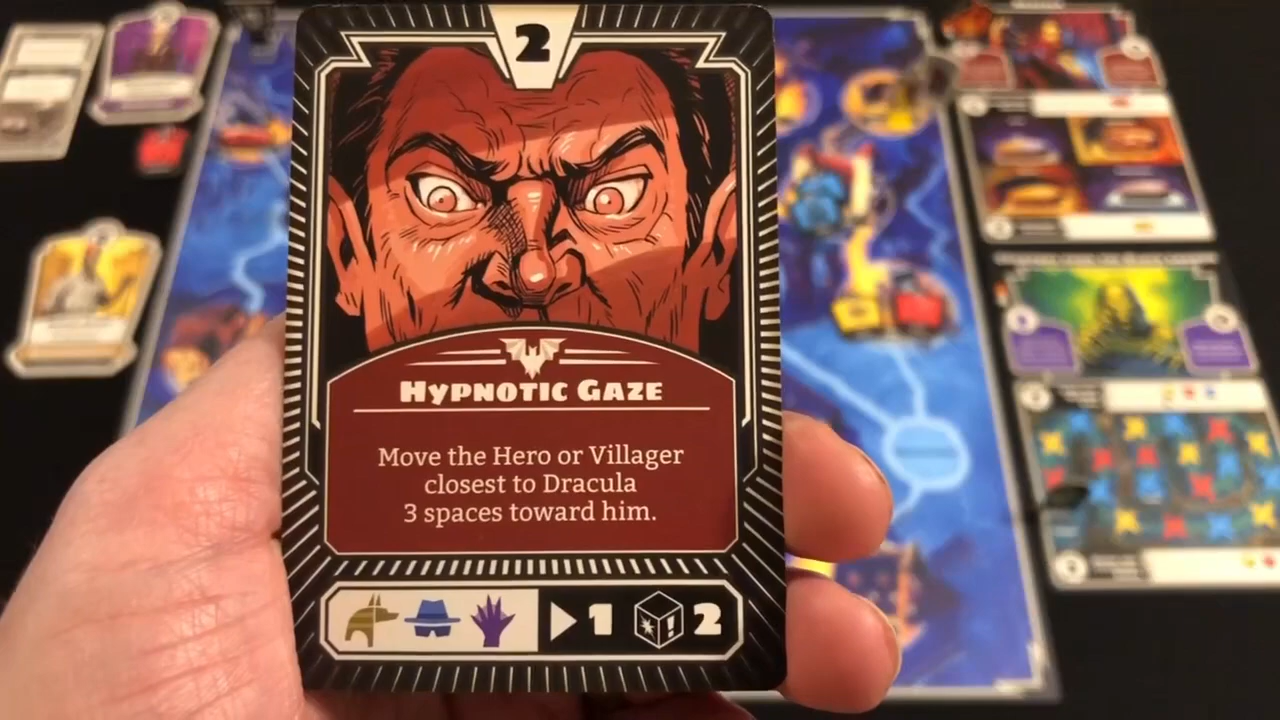 2
HYPNOTIC GAZE
Move the Hero or Villager
closest to Dracula
3 spaces toward him.
1 ! 2